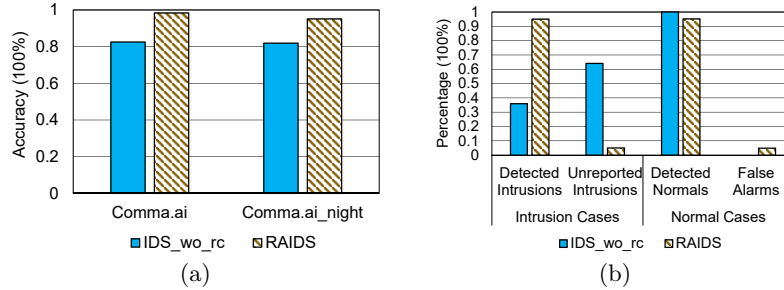 1
0.8
0.6
0.4
0.2
0
Accuracy (100%)
Comma.ai Comma.ai_night
IDS_wo_rc RAIDS
(a)
1
0.9
0.8
0.7
0.6
0.5
0.4
0.3
0.2
0.1
0
Percentage (100%)
Detected Unreported Detected False
Intrusions Intrusions Normals Alarms
Intrusion Cases Normal Cases
IDS_wo_rc RAIDS
(b)